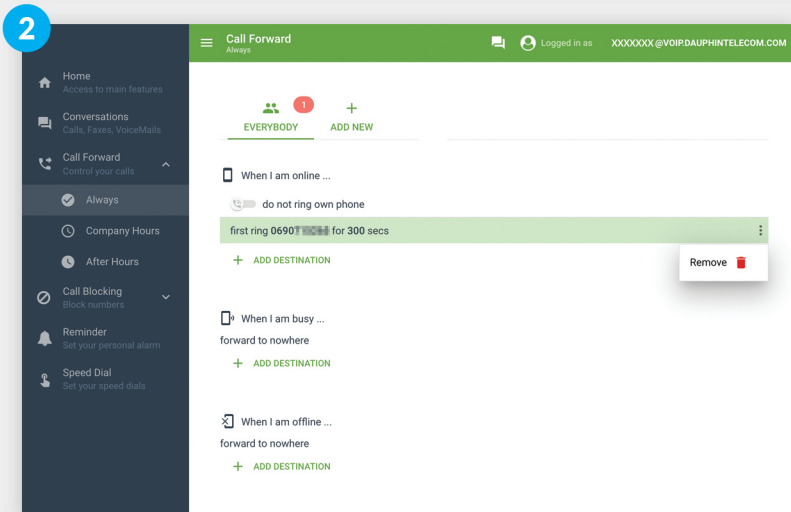 2
Call Forward
Always
Logged in as XXXXXXX@VOIP.DAUPHINTELECOM.COM
Home
Access to main features
Conversations
Calls, Faxes, VoiceMails
Call Forward
Control your calls
Always
Company Hours
After Hours
Call Blocking
Block numbers
Reminder
Set your personal alarm
Speed Dial
Set your speed dials
1
EVERYBODY
ADD NEW
When I am online ...
do not ring own phone
first ring 0690 for 300 secs
Remove
ADD DESTINATION
When I am busy ...
forward to nowhere
ADD DESTINATION
When I am offline ...
forward to nowhere
ADD DESTINATION